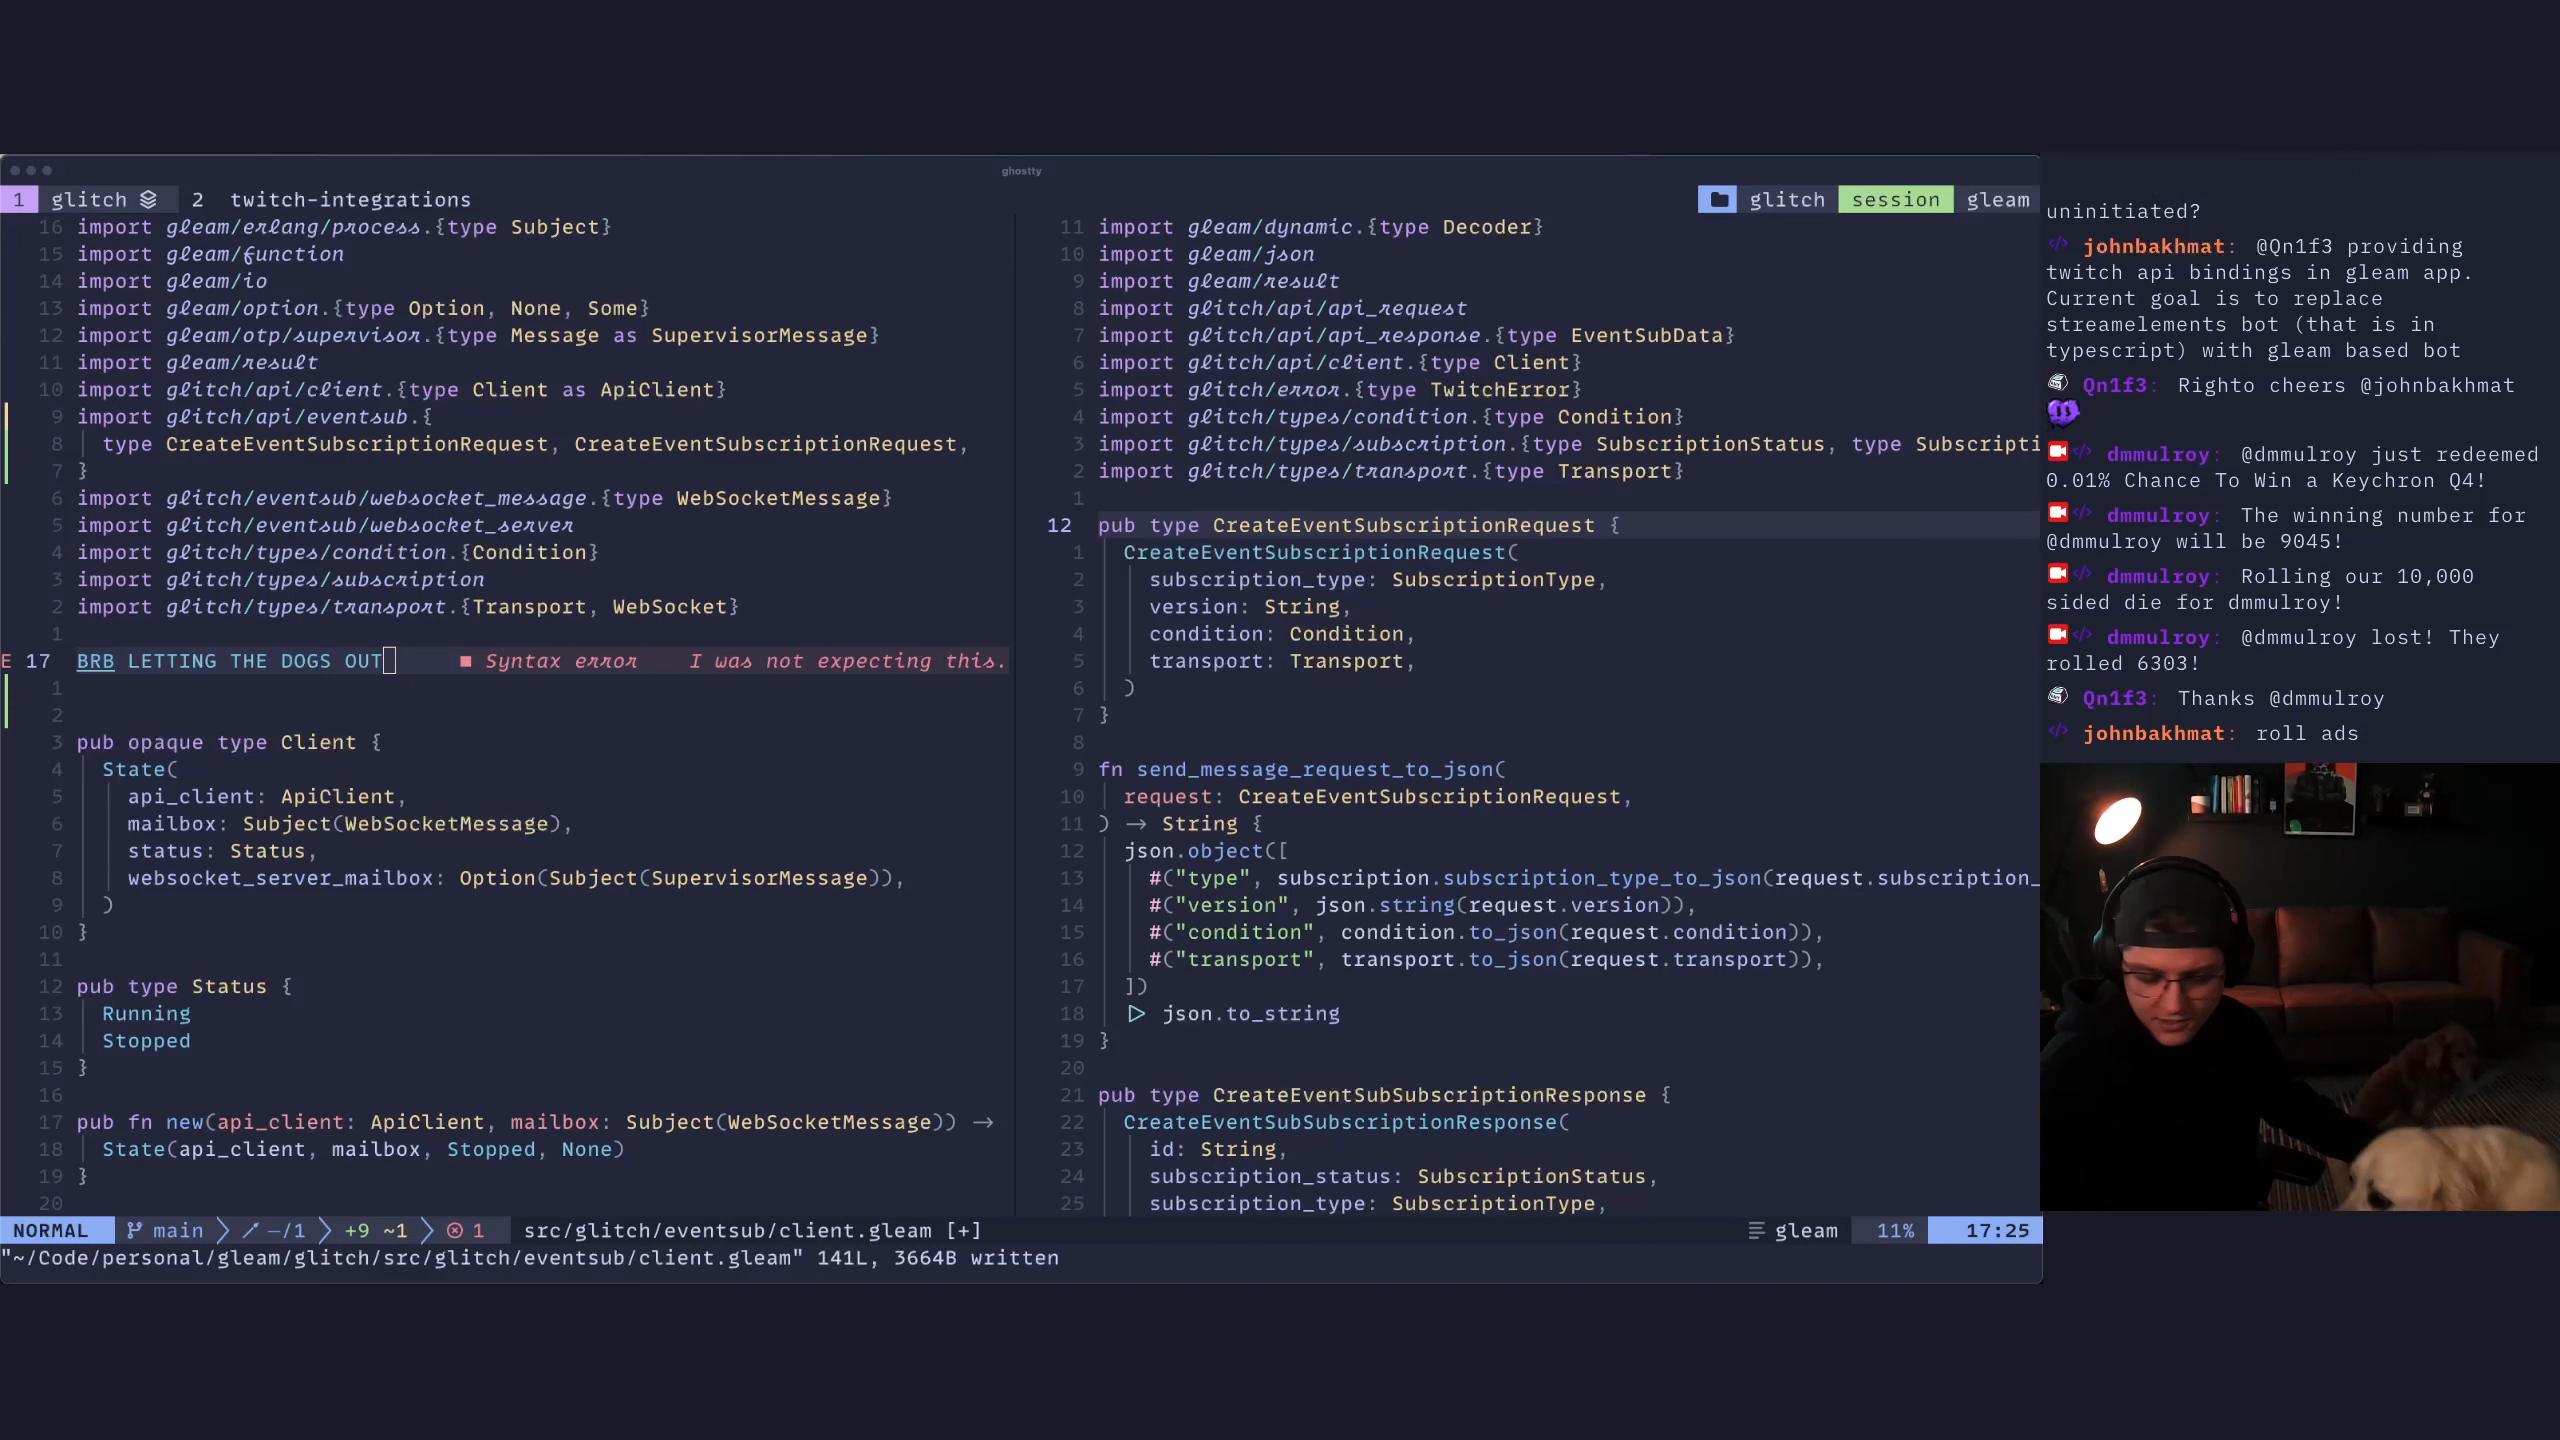 ghostty
1 glitch 2 twitch-integrations
glitch session gleam
16 import gleam/erlang/process.{type Subject}
15 import gleam/function
14 import gleam/io
13 import gleam/option.{type Option, None, Some}
12 import gleam/otp/supervisor.{type Message as SupervisorMessage}
11 import gleam/result
10 import glitch/api/client.{type Client as ApiClient}
9 import glitch/api/eventsub.{
8 type CreateEventSubscriptionRequest, CreateEventSubscriptionRequest,
7 }
6 import glitch/eventsub/websocket_message.{type WebSocketMessage}
5 import glitch/eventsub/websocket_server
4 import glitch/types/condition.{Condition}
3 import glitch/types/subscription
2 import glitch/types/transport.{Transport, WebSocket}
1
E 17 BRB LETTING THE DOGS OUT ■ Syntax error I was not expecting this.
1
2
3 pub opaque type Client {
4 State(
5 api_client: ApiClient,
6 mailbox: Subject(WebSocketMessage),
7 status: Status,
8 websocket_server_mailbox: Option(Subject(SupervisorMessage)),
9 )
10 }
11
12 pub type Status {
13 Running
14 Stopped
15 }
16
17 pub fn new(api_client: ApiClient, mailbox: Subject(WebSocketMessage)) ->
18 State(api_client, mailbox, Stopped, None)
19 }
20
11 import gleam/dynamic.{type Decoder}
10 import gleam/json
9 import gleam/result
8 import glitch/api/api_request
7 import glitch/api/api_response.{type EventSubData}
6 import glitch/api/client.{type Client}
5 import glitch/error.{type TwitchError}
4 import glitch/types/condition.{type Condition}
3 import glitch/types/subscription.{type SubscriptionStatus, type Subscripti
2 import glitch/types/transport.{type Transport}
1
12 pub type CreateEventSubscriptionRequest {
1 CreateEventSubscriptionRequest(
2 subscription_type: SubscriptionType,
3 version: String,
4 condition: Condition,
5 transport: Transport,
6 )
7 }
8
9 fn send_message_request_to_json(
10 request: CreateEventSubscriptionRequest,
11 ) -> String {
12 json.object([
13 #("type", subscription.subscription_type_to_json(request.subscription_
14 #("version", json.string(request.version)),
15 #("condition", condition.to_json(request.condition)),
16 #("transport", transport.to_json(request.transport)),
17 ])
18 |> json.to_string
19 }
20
21 pub type CreateEventSubSubscriptionResponse {
22 CreateEventSubSubscriptionResponse(
23 id: String,
24 subscription_status: SubscriptionStatus,
25 subscription_type: SubscriptionType,
NORMAL main -/1 +9 ~1 1 src/glitch/eventsub/client.gleam [+] gleam 11% 17:25
"~/Code/personal/gleam/glitch/src/glitch/eventsub/client.gleam" 141L, 3664B written
uninitiated?
johnbakhmat: @Qn1f3 providing
twitch api bindings in gleam app.
Current goal is to replace
streamelements bot (that is in
typescript) with gleam based bot
Qn1f3: Righto cheers @johnbakhmat
dmmulroy: @dmmulroy just redeemed
0.01% Chance To Win a Keychron Q4!
dmmulroy: The winning number for
@dmmulroy will be 9045!
dmmulroy: Rolling our 10,000
sided die for dmmulroy!
dmmulroy: @dmmulroy lost! They
rolled 6303!
Qn1f3: Thanks @dmmulroy
johnbakhmat: roll ads